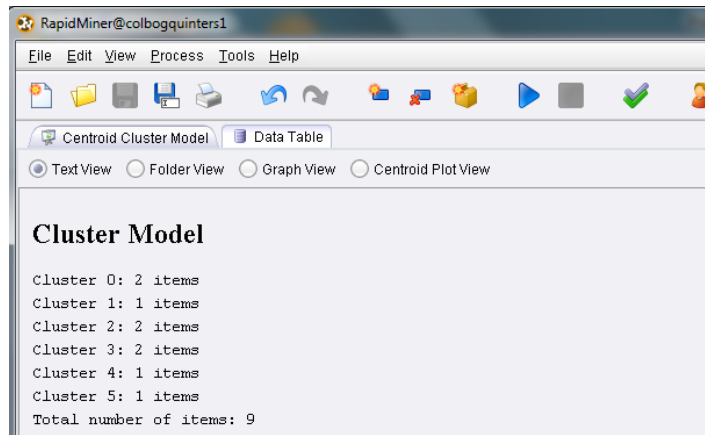 RapidMiner@colbogquinters1
File Edit View Process Tools Help
Centroid Cluster Model Data Table
Text View Folder View Graph View Centroid Plot View
Cluster Model
Cluster 0: 2 items
Cluster 1: 1 items
Cluster 2: 2 items
Cluster 3: 2 items
Cluster 4: 1 items
Cluster 5: 1 items
Total number of items: 9